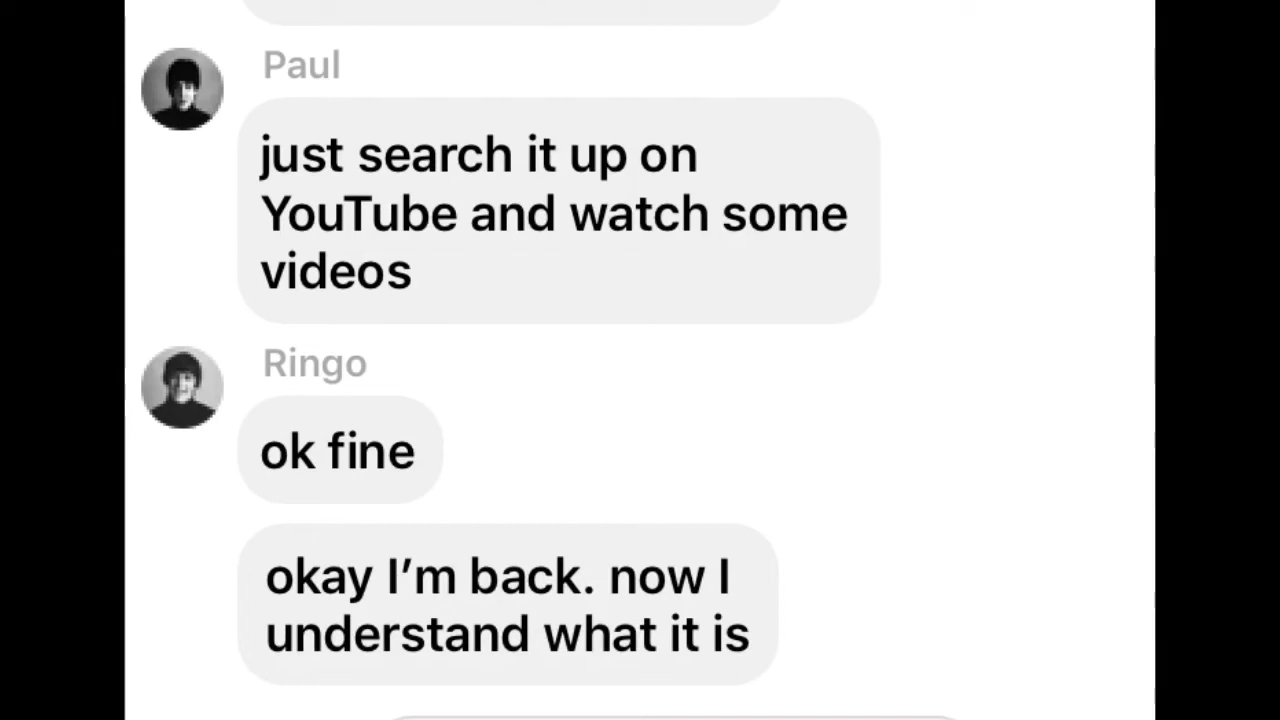 Paul
just search it up on
YouTube and watch some
videos
Ringo
ok fine
okay I’m back. now I
understand what it is